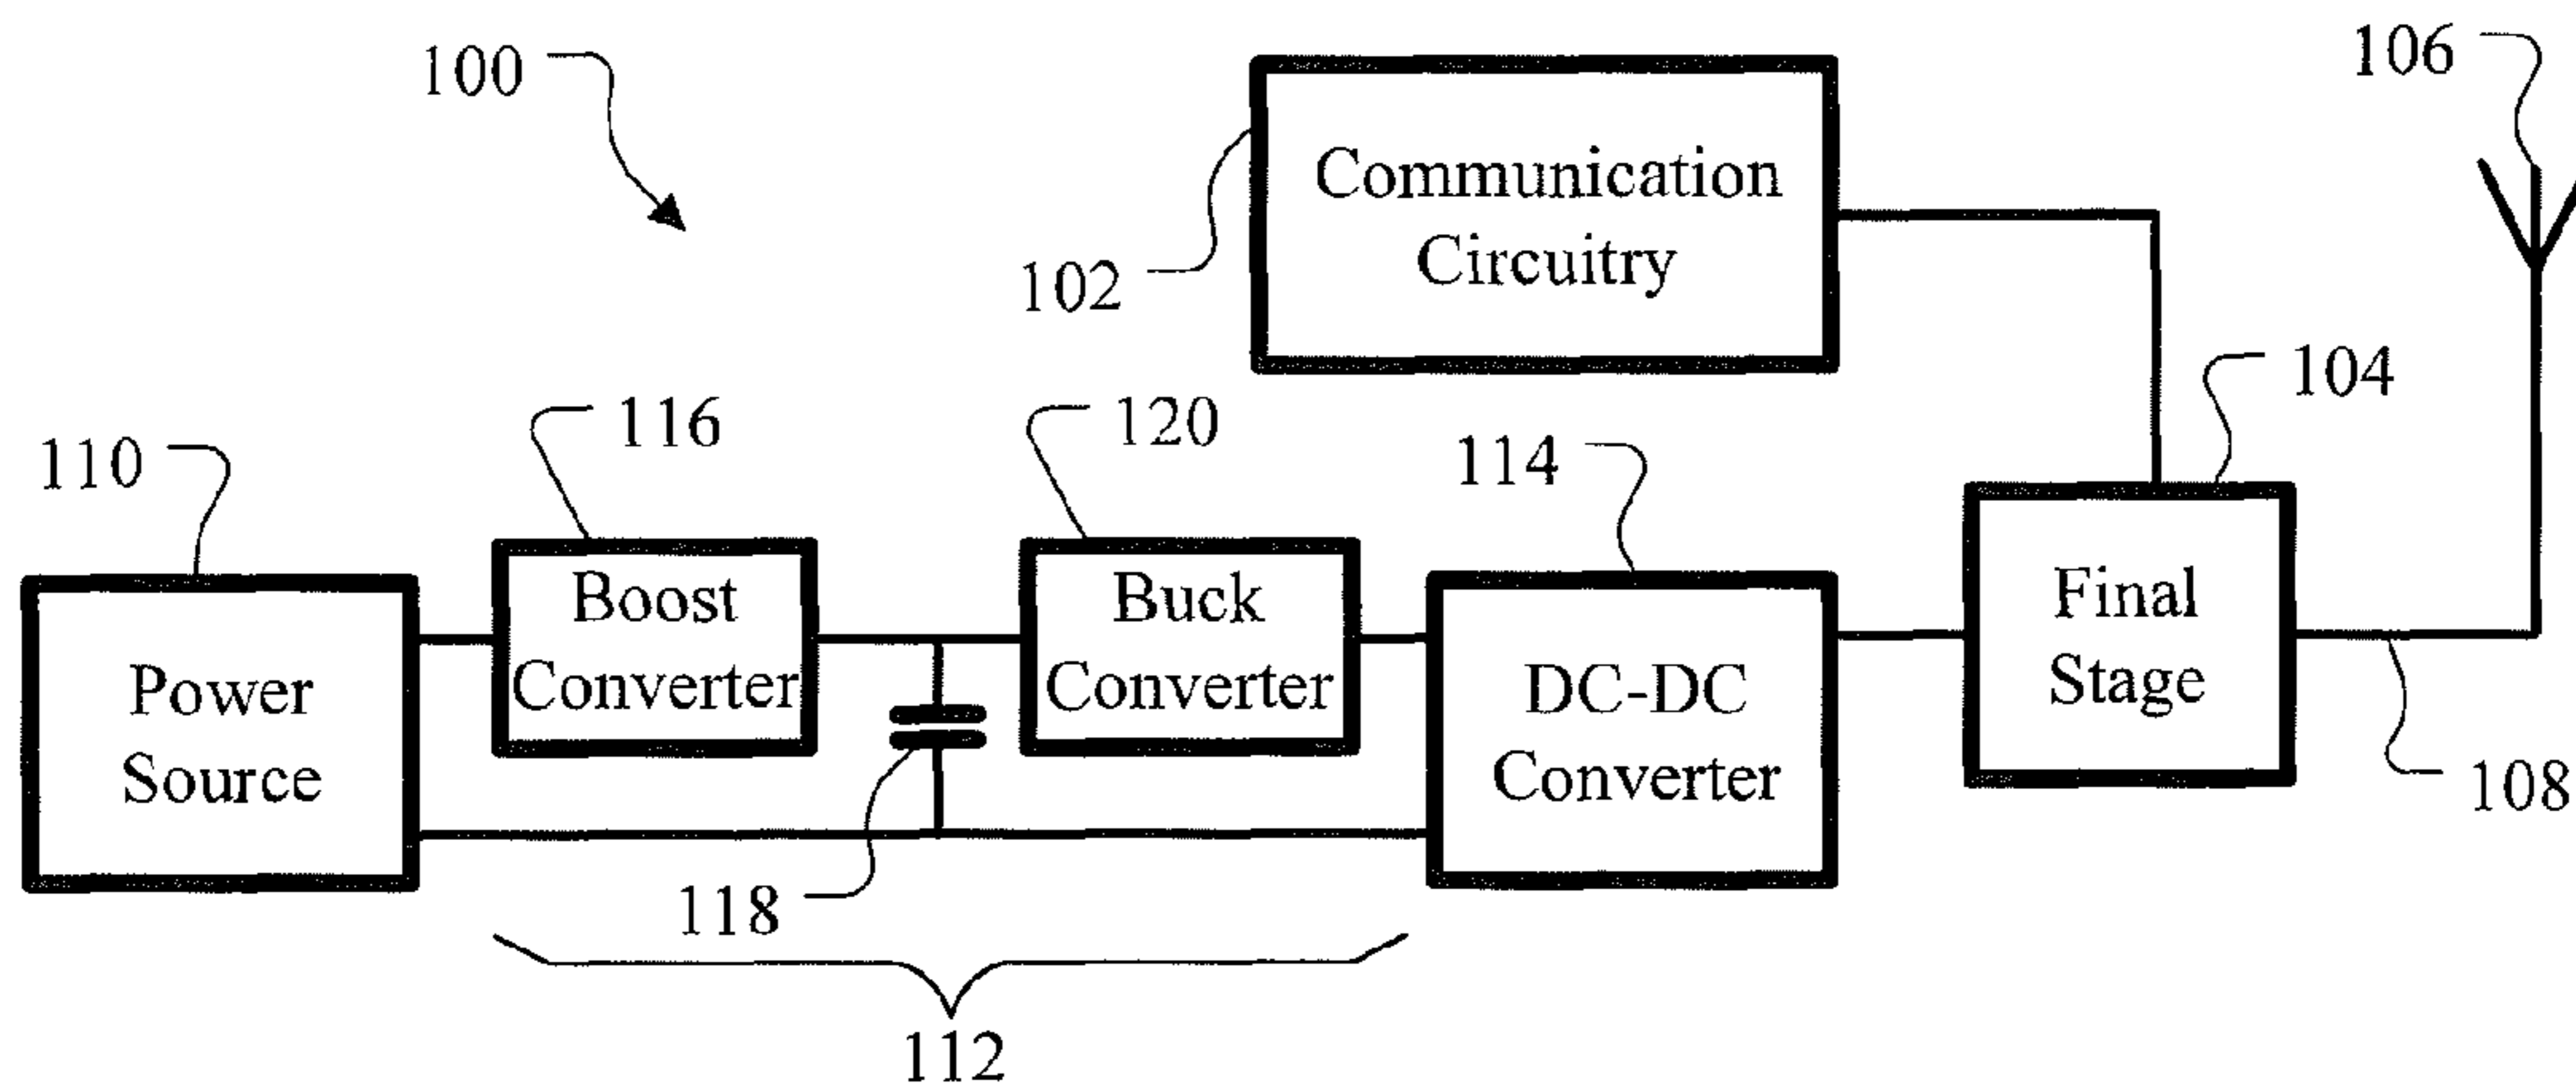 100
106
Communication
Circuitry
102
104
116
120
110
114
Boost
Converter
Buck
Converter
Final
Stage
Power
Source
DC-DC
Converter
108
118
112